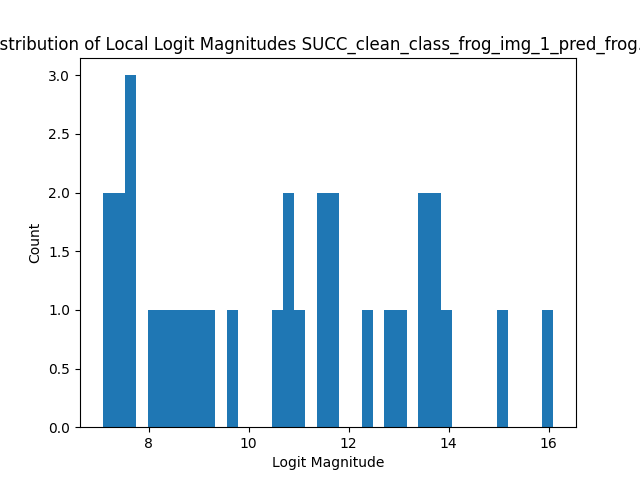 stribution of Local Logit Magnitudes SUCC_clean_class_frog_img_1_pred_frog.
3.0
2.5
2.0
1.5
1.0
0.5
0.0
Count
8 10 12 14 16
Logit Magnitude